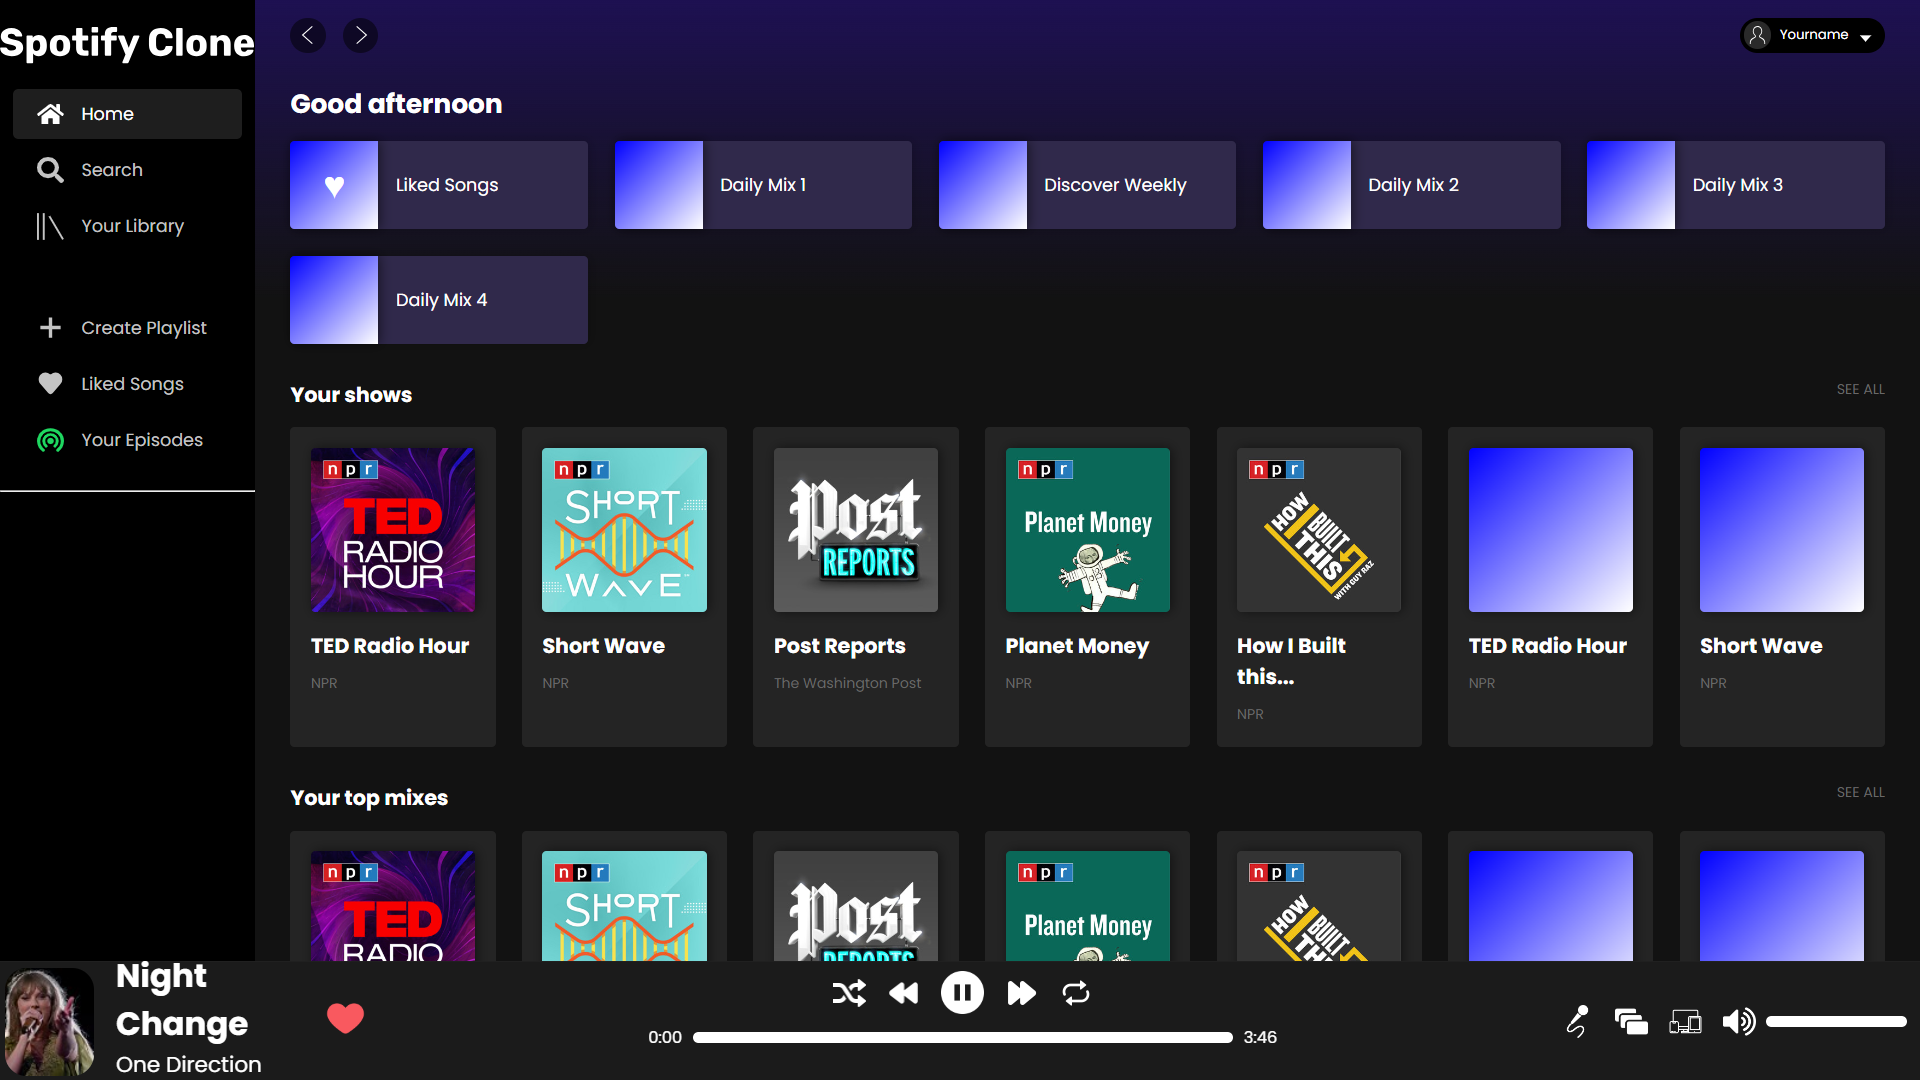 Spotify Clone
Home
Search
Your Library
Create Playlist
Liked Songs
Your Episodes
Yourname
Good afternoon
Liked Songs
Daily Mix 1
Discover Weekly
Daily Mix 2
Daily Mix 3
Daily Mix 4
Your shows
SEE ALL
npr
TED
RADIO
HOUR
TED Radio Hour
NPR
npr
SHORT
WAVE
Short Wave
NPR
Post
REPORTS
Post Reports
The Washington Post
npr
Planet Money
Planet Money
NPR
npr
HOW
I BUILT
THIS
WITH GUY RAZ
How I Built
this...
NPR
TED Radio Hour
NPR
Short Wave
NPR
Your top mixes
SEE ALL
npr
TED
RADIO
npr
SHORT
Post
REPORTS
npr
Planet Money
npr
HOW
I BUILT
THIS
Night
Change
One Direction
0:00
3:46